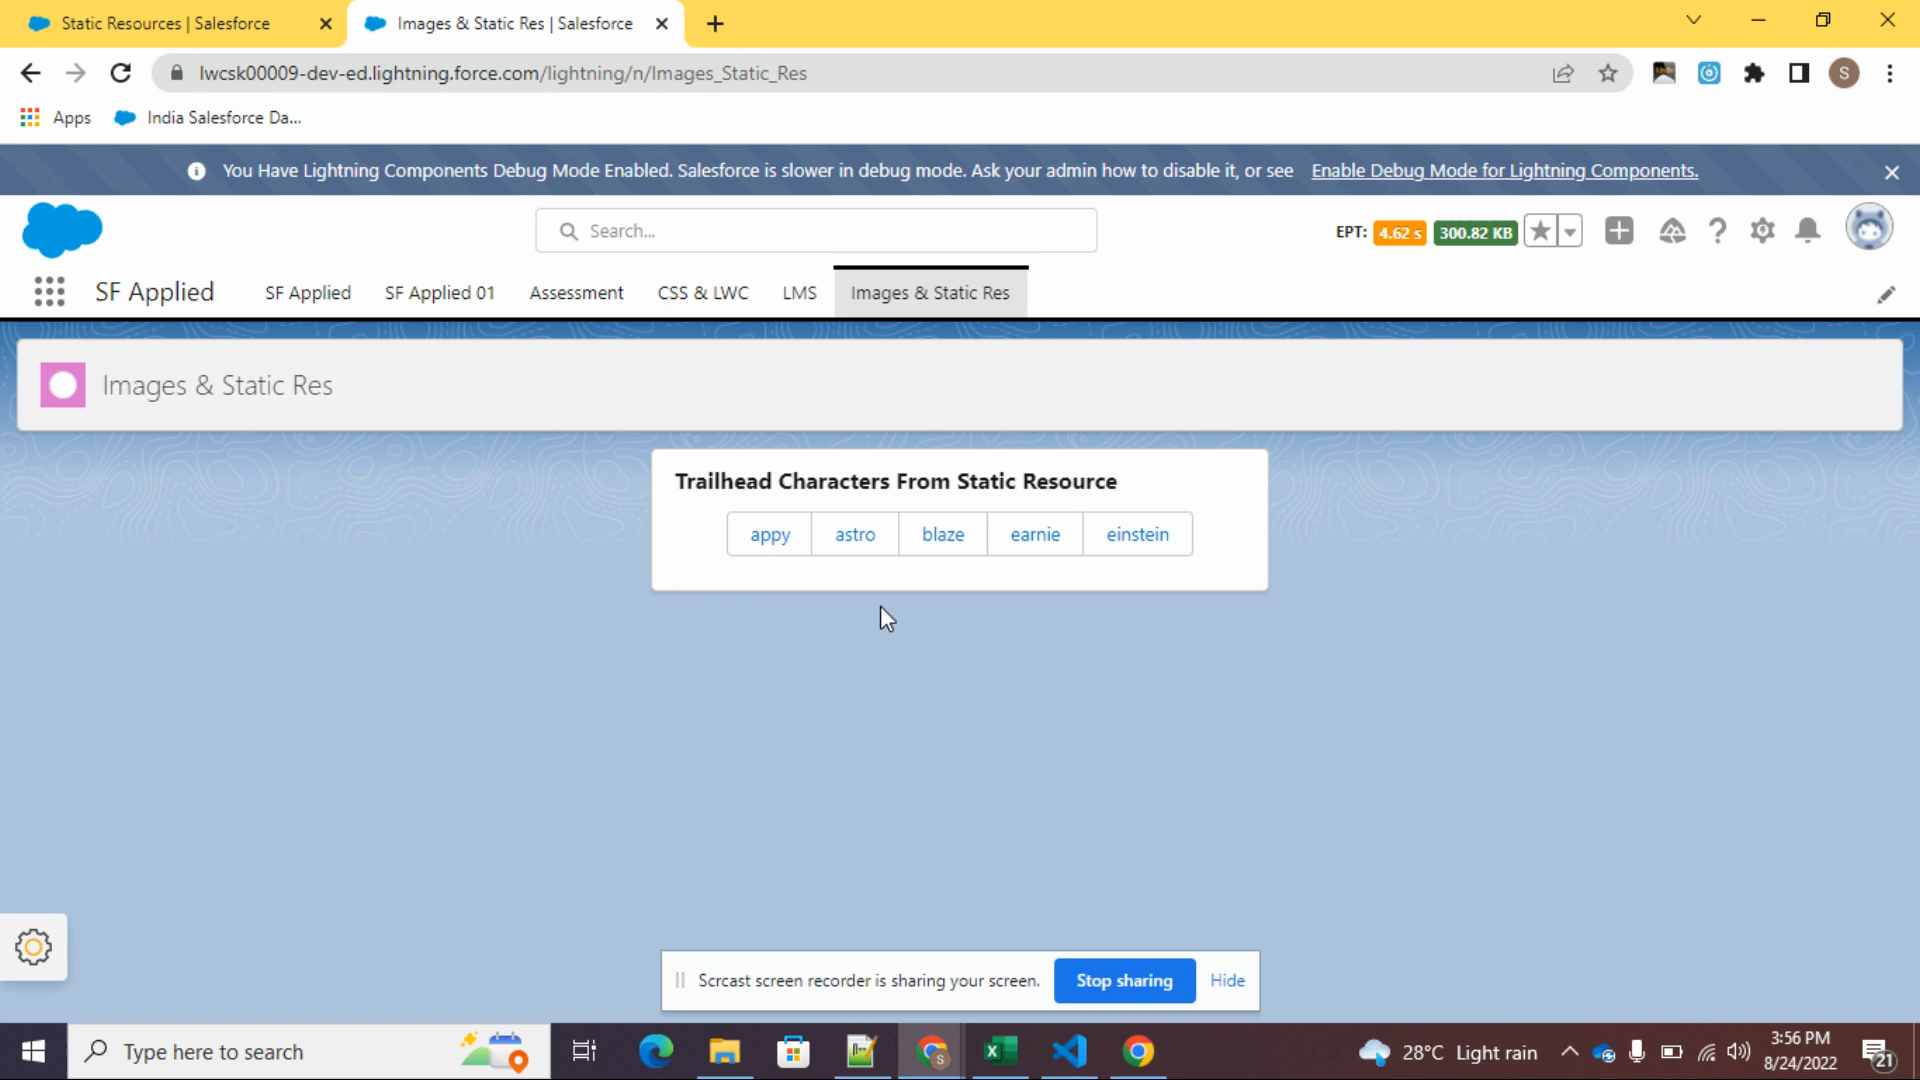 Static Resources | Salesforce
Images & Static Res | Salesforce
lwcsk00009-dev-ed.lightning.force.com/lightning/n/Images_Static_Res
S
Apps
India Salesforce Da...
You Have Lightning Components Debug Mode Enabled. Salesforce is slower in debug mode. Ask your admin how to disable it, or see Enable Debug Mode for Lightning Components.
Search...
EPT: 4.62 s 300.82 KB
SF Applied
SF Applied
SF Applied 01
Assessment
CSS & LWC
LMS
Images & Static Res
Images & Static Res
Trailhead Characters From Static Resource
appy
astro
blaze
earnie
einstein
Scrcast screen recorder is sharing your screen.
Stop sharing
Hide
Type here to search
28°C Light rain
3:56 PM
8/24/2022
21